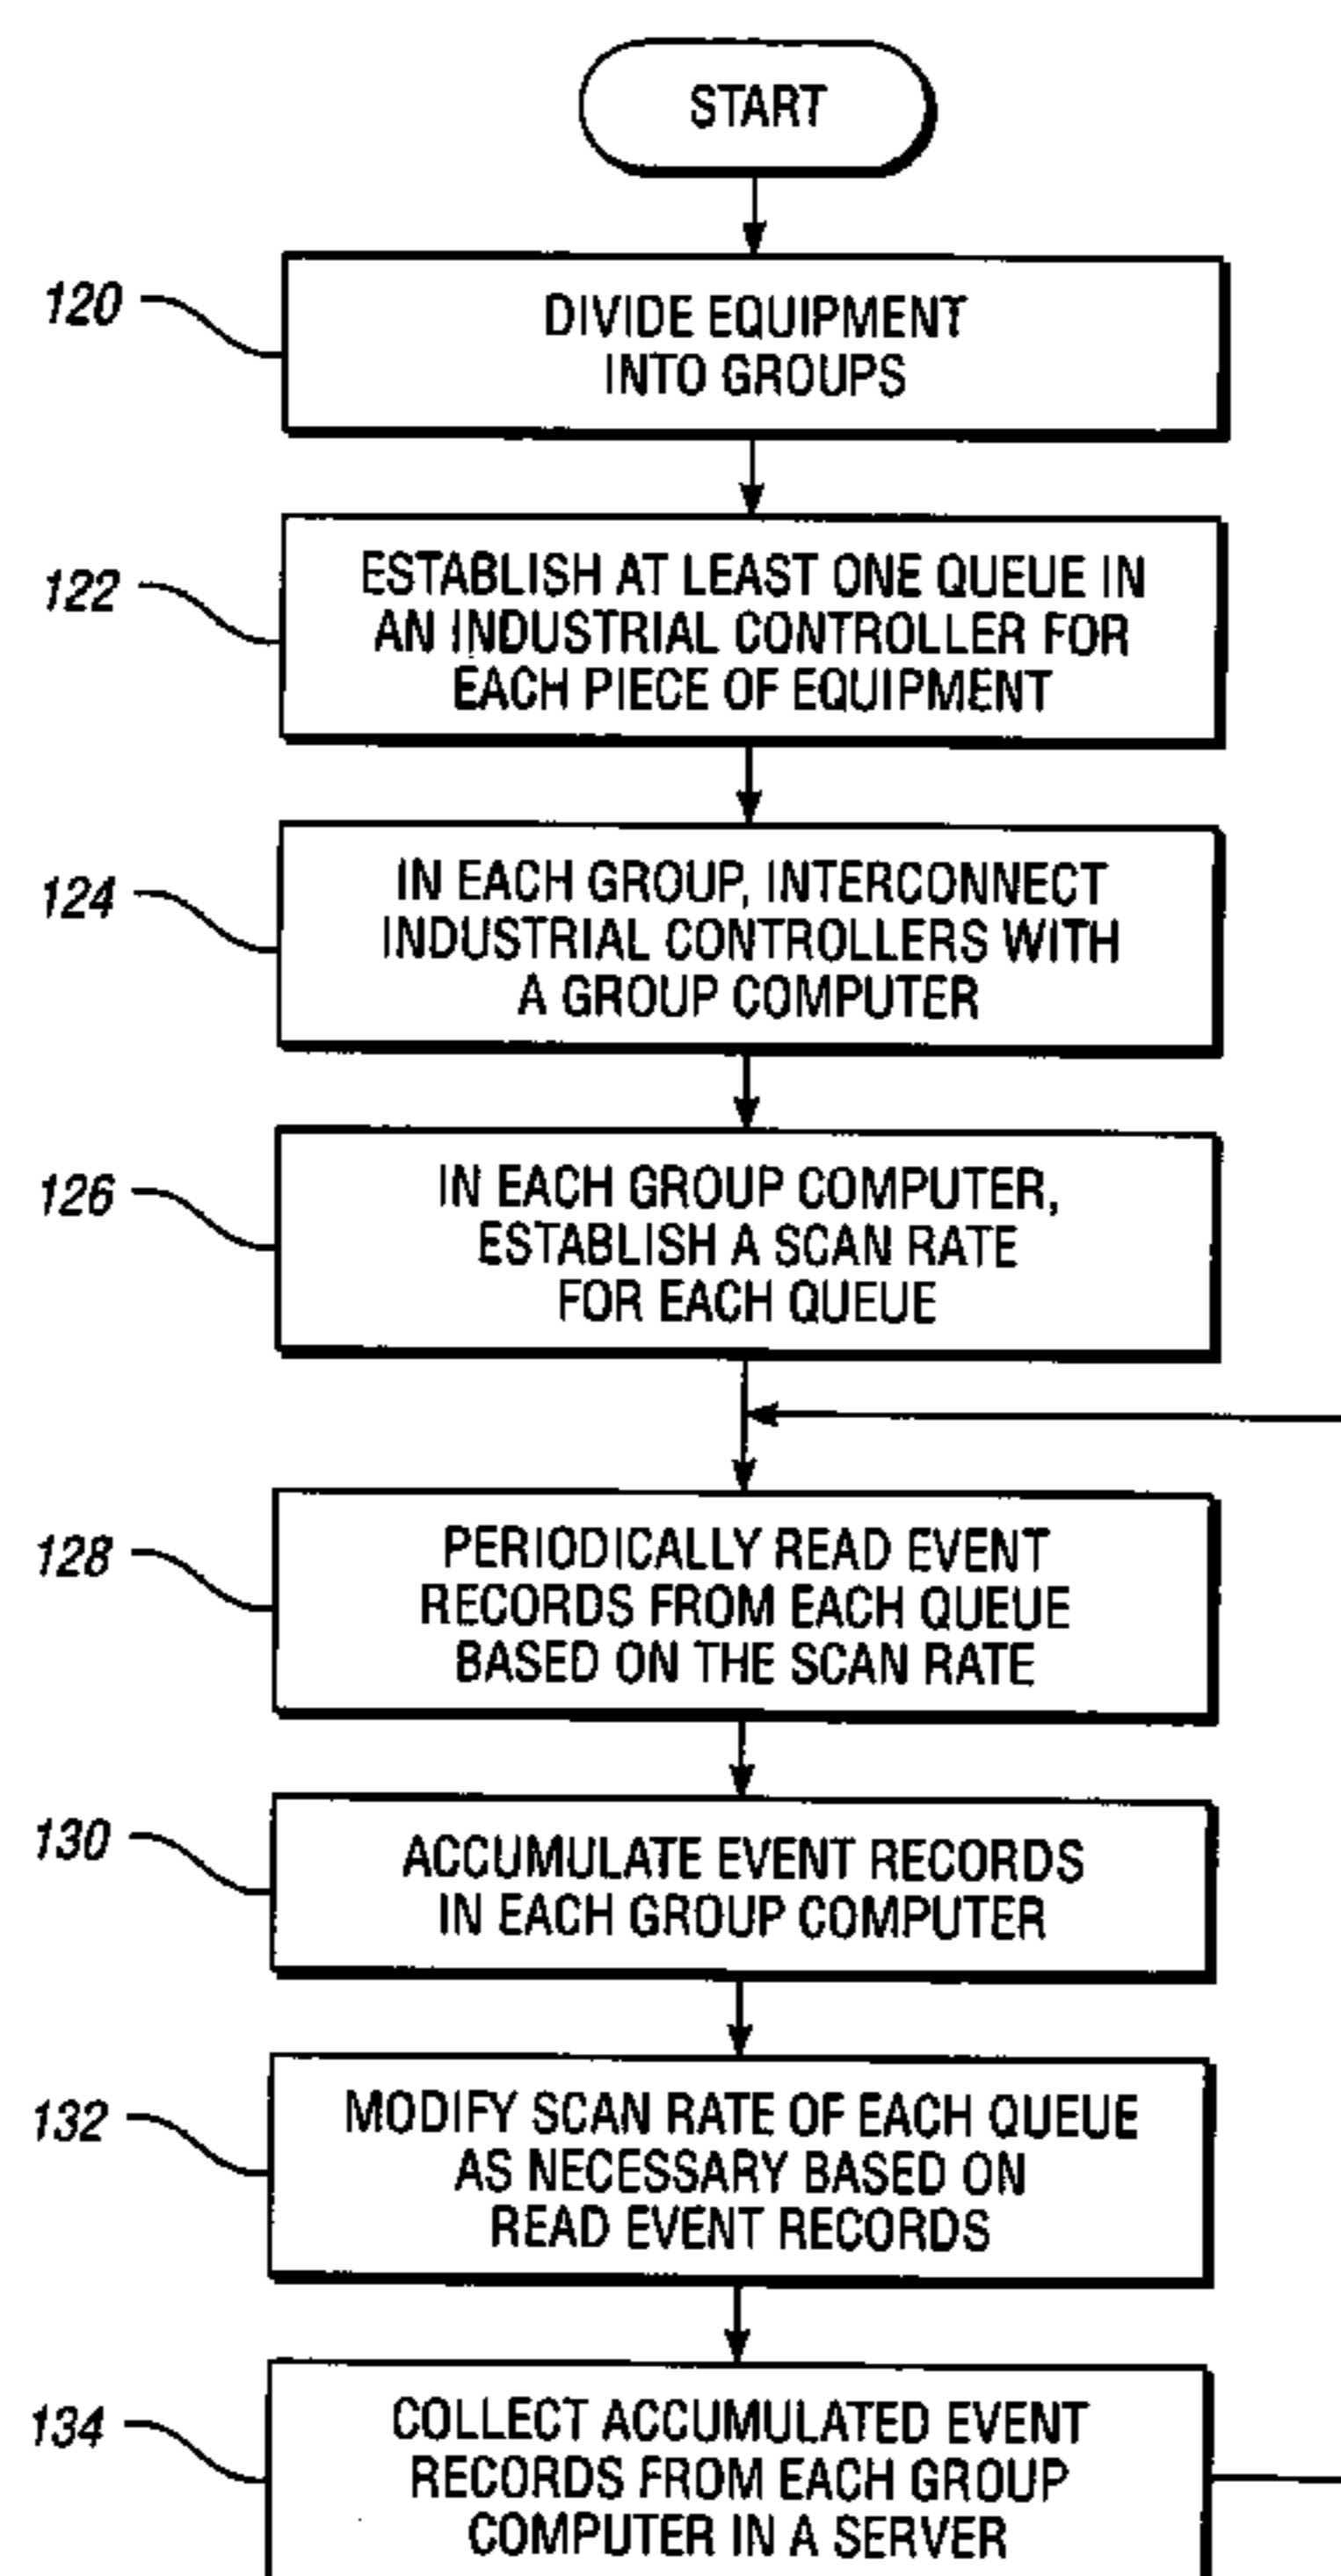 START
120
DIVIDE EQUIPMENT
INTO GROUPS
122
ESTABLISH AT LEAST ONE QUEUE IN
AN INDUSTRIAL CONTROLLER FOR
EACH PIECE OF EQUIPMENT
124
IN EACH GROUP, INTERCONNECT
INDUSTRIAL CONTROLLERS WITH
A GROUP COMPUTER
126
IN EACH GROUP COMPUTER,
ESTABLISH A SCAN RATE
FOR EACH QUEUE
128
PERIODICALLY READ EVENT
RECORDS FROM EACH QUEUE
BASED ON THE SCAN RATE
130
ACCUMULATE EVENT RECORDS
IN EACH GROUP COMPUTER
132
MODIFY SCAN RATE OF EACH QUEUE
AS NECESSARY BASED ON
READ EVENT RECORDS
134
COLLECT ACCUMULATED EVENT
RECORDS FROM EACH GROUP
COMPUTER IN A SERVER